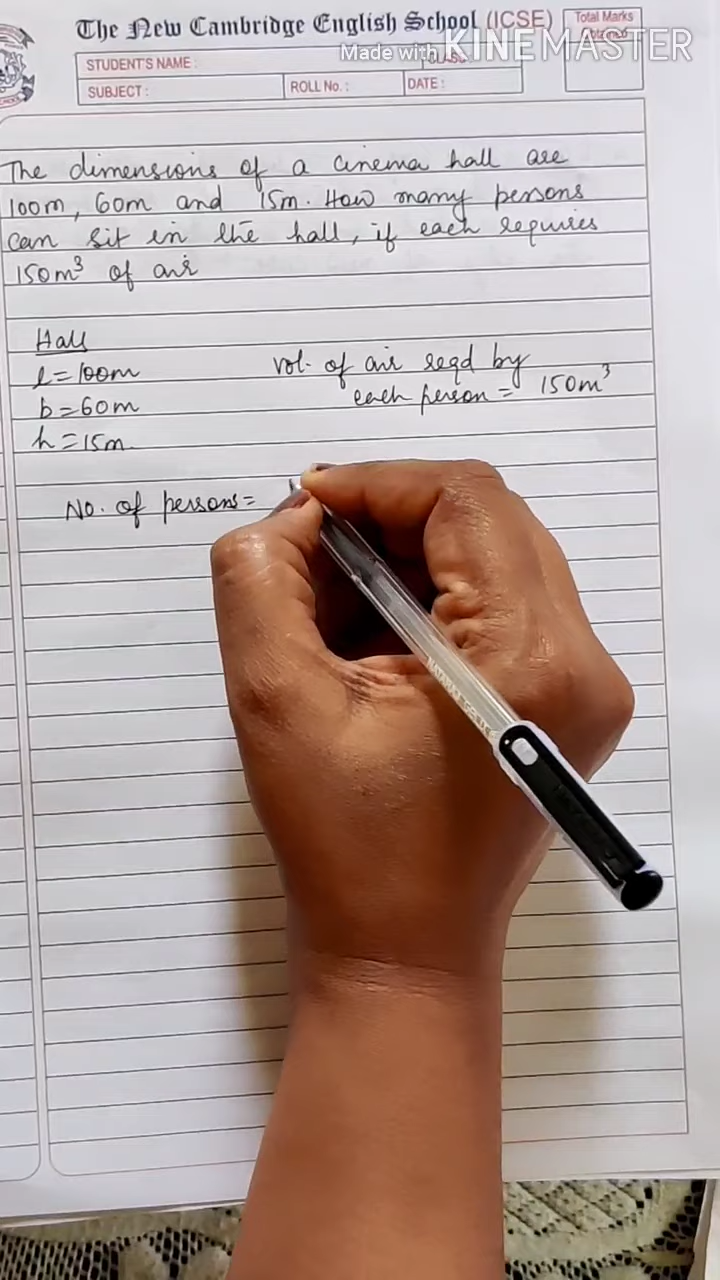 The New Cambridge English School (ICSE)
Total Marks
Obtained
Made with KINEMASTER
STUDENT'S NAME :
SUBJECT :
ROLL No. :
DATE :
The dimensions of a cinema hall are
100m, 60m and 15m. How many persons
can sit in the hall, if each requires
150m³ of air
Hall
l = 100m
b = 60m
h = 15m
vol. of air reqd by
each person = 150m³
No. of persons =